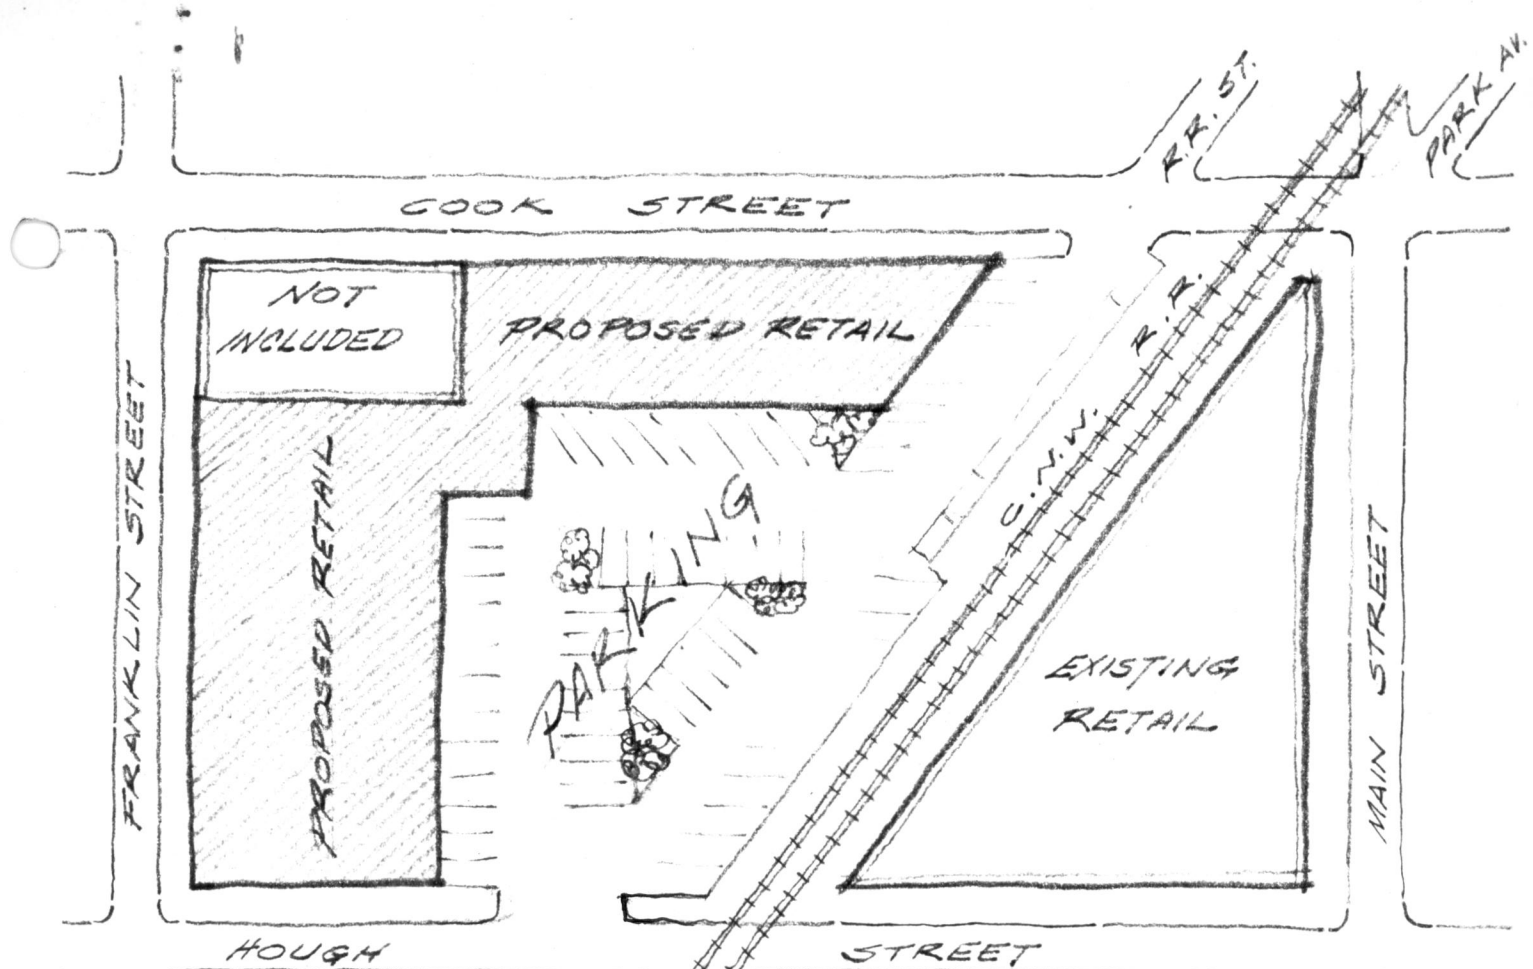 R.R. ST.
PARK AV.
COOK STREET
NOT
INCLUDED
PROPOSED RETAIL
C.N.W. R.R.
FRANKLIN STREET
PROPOSED RETAIL
PARKING
EXISTING
RETAIL
MAIN STREET
HOUGH STREET